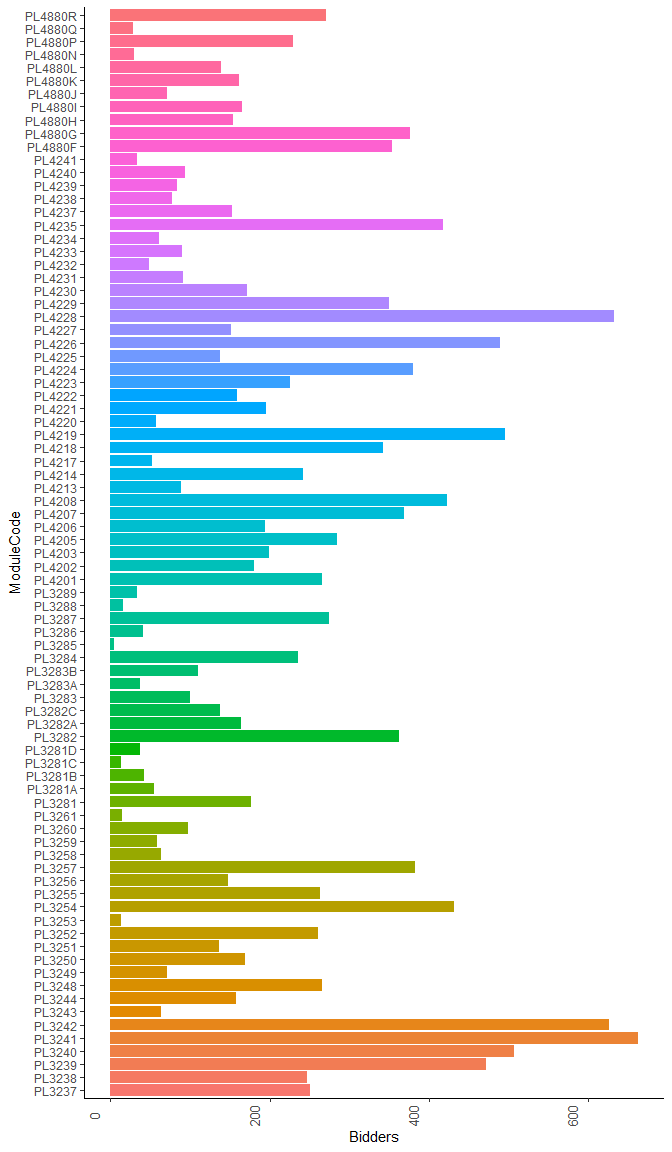 PL4880R
PL4880Q
PL4880P
PL4880N
PL4880L
PL4880K
PL4880J
PL4880I
PL4880H
PL4880G
PL4880F
PL4241
PL4240
PL4239
PL4238
PL4237
PL4235
PL4234
PL4233
PL4232
PL4231
PL4230
PL4229
PL4228
PL4227
PL4226
PL4225
PL4224
PL4223
PL4222
PL4221
PL4220
PL4219
PL4218
PL4217
PL4214
PL4213
PL4208
PL4207
PL4206
PL4205
PL4203
PL4202
PL4201
PL3289
PL3288
PL3287
PL3286
PL3285
PL3284
PL3283B
PL3283A
PL3283
PL3282C
PL3282A
PL3282
PL3281D
PL3281C
PL3281B
PL3281A
PL3281
PL3261
PL3260
PL3259
PL3258
PL3257
PL3256
PL3255
PL3254
PL3253
PL3252
PL3251
PL3250
PL3249
PL3248
PL3244
PL3243
PL3242
PL3241
PL3240
PL3239
PL3238
PL3237
ModuleCode
0
200
400
600
Bidders